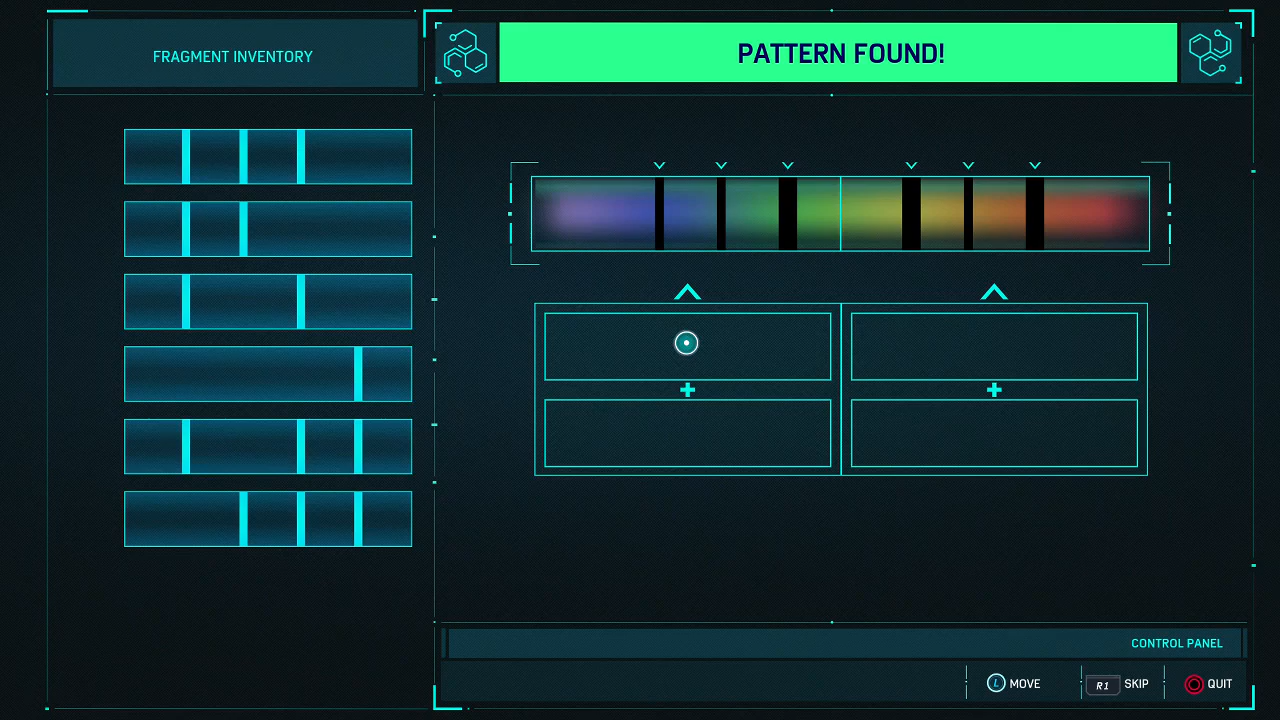 FRAGMENT INVENTORY
PATTERN FOUND!
CONTROL PANEL
L MOVE
R1 SKIP
QUIT